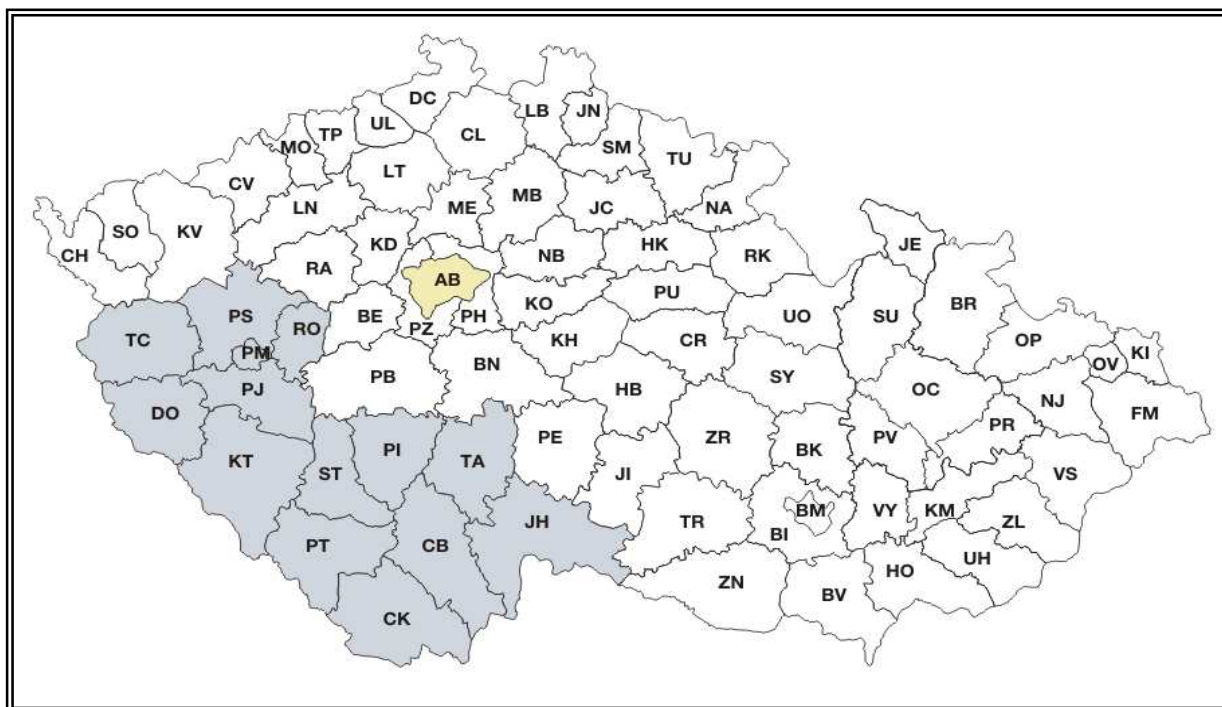 DC
LB
JN
UL
TP
CL
MO
SM
TU
LT
CV
MB
LN
ME
JC
NA
SO
KV
KD
HK
CH
NB
RK
JE
RA
AB
PU
BR
PS
KO
BE
PH
UO
SU
RO
PZ
TC
KH
CR
OP
KI
PM
OV
BN
PB
SY
PJ
HB
OC
NJ
DO
FM
PR
PE
ZR
PV
PI
BK
KT
TA
ST
JI
VS
BM
VY
KM
JH
TR
ZL
BI
PT
CB
UH
HO
ZN
BV
CK